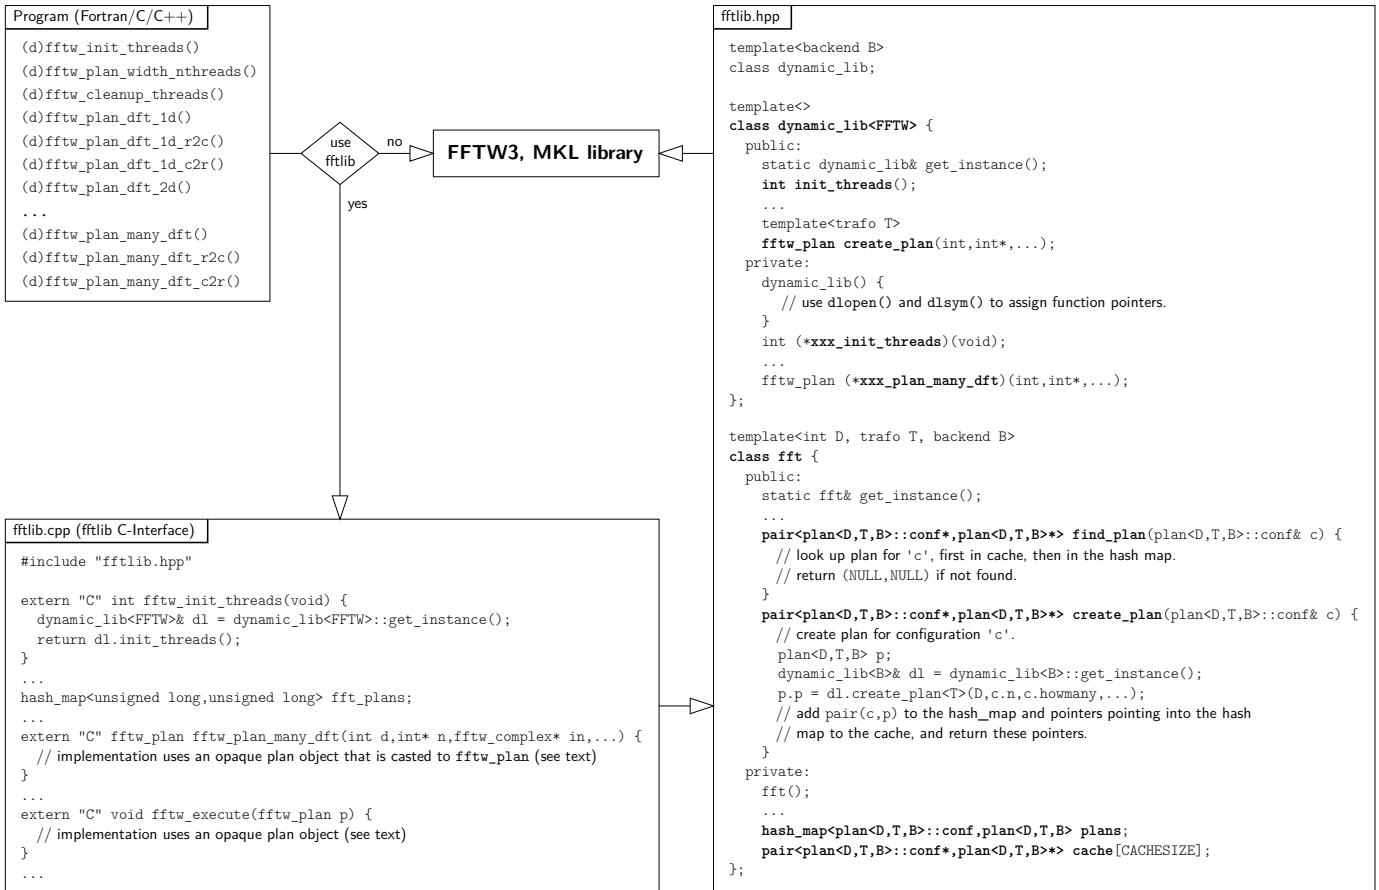 Program (Fortran/C/C++)
(d)fftw_init_threads()
(d)fftw_plan_width_nthreads()
(d)fftw_cleanup_threads()
(d)fftw_plan_dft_1d()
(d)fftw_plan_dft_1d_r2c()
(d)fftw_plan_dft_1d_c2r()
(d)fftw_plan_dft_2d()
...
(d)fftw_plan_many_dft()
(d)fftw_plan_many_dft_r2c()
(d)fftw_plan_many_dft_c2r()
use
fftlib
no
yes
FFTW3, MKL library
fftlib.cpp (fftlib C-Interface)
#include "fftlib.hpp"
extern "C" int fftw_init_threads(void) {
dynamic_lib<FFTW>& dl = dynamic_lib<FFTW>::get_instance();
return dl.init_threads();
}
...
hash_map<unsigned long,unsigned long> fft_plans;
...
extern "C" fftw_plan fftw_plan_many_dft(int d,int* n,fftw_complex* in,...) {
// implementation uses an opaque plan object that is casted to fftw_plan (see text)
}
...
extern "C" void fftw_execute(fftw_plan p) {
// implementation uses an opaque plan object (see text)
}
...
fftlib.hpp
template<backend B>
class dynamic_lib;
template<>
class dynamic_lib<FFTW> {
public:
static dynamic_lib& get_instance();
int init_threads();
...
template<trafo T>
fftw_plan create_plan(int,int*,...);
private:
dynamic_lib() {
// use dlopen() and dlsym() to assign function pointers.
}
int (*xxx_init_threads)(void);
...
fftw_plan (*xxx_plan_many_dft)(int,int*,...);
};
template<int D, trafo T, backend B>
class fft {
public:
static fft& get_instance();
...
pair<plan<D,T,B>::conf*,plan<D,T,B>*> find_plan(plan<D,T,B>::conf& c) {
// look up plan for 'c', first in cache, then in the hash map.
// return (NULL,NULL) if not found.
}
pair<plan<D,T,B>::conf*,plan<D,T,B>*> create_plan(plan<D,T,B>::conf& c) {
// create plan for configuration 'c'.
plan<D,T,B> p;
dynamic_lib<B>& dl = dynamic_lib<B>::get_instance();
p.p = dl.create_plan<T>(D,c.n,c.howmany,...);
// add pair(c,p) to the hash_map and pointers pointing into the hash
// map to the cache, and return these pointers.
}
private:
fft();
...
hash_map<plan<D,T,B>::conf,plan<D,T,B> plans;
pair<plan<D,T,B>::conf*,plan<D,T,B>*> cache[CACHESIZE];
};